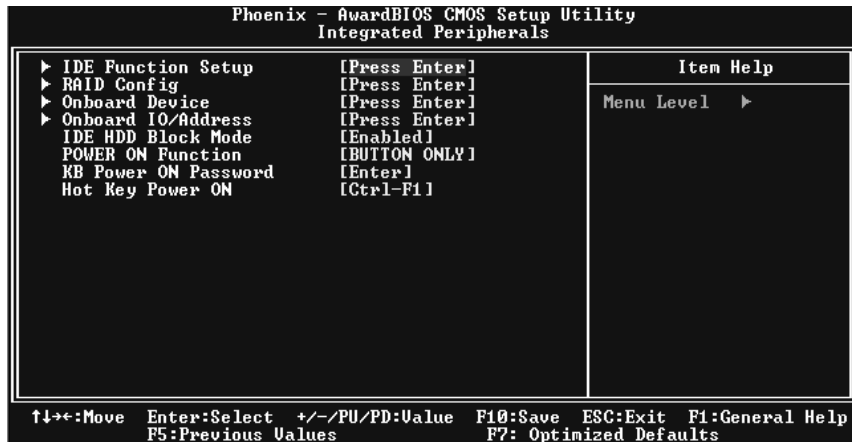 Phoenix - AwardBIOS CMOS Setup Utility
Integrated Peripherals
▶ IDE Function Setup [Press Enter]
▶ RAID Config [Press Enter]
▶ Onboard Device [Press Enter]
▶ Onboard IO/Address [Press Enter]
IDE HDD Block Mode [Enabled]
POWER ON Function [BUTTON ONLY]
KB Power ON Password [Enter]
Hot Key Power ON [Ctrl-F1]
Item Help
Menu Level ▶
↑↓→←:Move Enter:Select +/-/PU/PD:Value F10:Save ESC:Exit F1:General Help
F5:Previous Values F7: Optimized Defaults